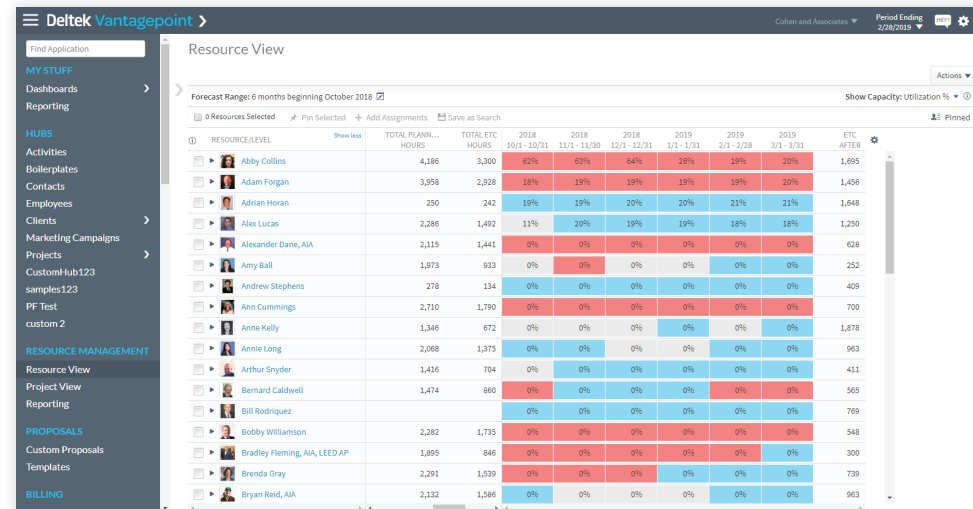 Deltek Vantagepoint
Cohen and Associates
Period Ending
2/28/2019
HEY!
Find Application
MY STUFF
Dashboards
Reporting
HUBS
Activities
Boilerplates
Contacts
Employees
Clients
Marketing Campaigns
Projects
CustomHub123
samples123
PF Test
custom 2
RESOURCE MANAGEMENT
Resource View
Project View
Reporting
PROPOSALS
Custom Proposals
Templates
BILLING
Resource View
Actions
Forecast Range: 6 months beginning October 2018
Show Capacity: Utilization %
0 Resources Selected Pin Selected + Add Assignments Save as Search
Pinned
RESOURCE/LEVEL Show less TOTAL PLANN... HOURS TOTAL ETC HOURS 2018 10/1 - 10/31 2018 11/1 - 11/30 2018 12/1 - 12/31 2019 1/1 - 1/31 2019 2/1 - 2/28 2019 3/1 - 3/31 ETC AFTER
Abby Collins 4,186 3,300 62% 63% 64% 26% 19% 20% 1,695
Adam Forgan 3,958 2,928 18% 19% 19% 19% 19% 20% 1,456
Adrian Horan 250 242 19% 19% 20% 20% 21% 21% 1,648
Alex Lucas 2,286 1,492 11% 20% 19% 19% 18% 18% 1,250
Alexander Dane, AIA 2,115 1,441 0% 0% 0% 0% 0% 0% 628
Amy Ball 1,973 933 0% 0% 0% 0% 0% 0% 252
Andrew Stephens 278 134 0% 0% 0% 0% 0% 0% 409
Ann Cummings 2,710 1,790 0% 0% 0% 0% 0% 0% 700
Anne Kelly 1,346 672 0% 0% 0% 0% 0% 0% 1,878
Annie Long 2,068 1,375 0% 0% 0% 0% 0% 0% 963
Arthur Snyder 1,416 704 0% 0% 0% 0% 0% 0% 411
Bernard Caldwell 1,474 860 0% 0% 0% 0% 0% 0% 565
Bill Rodriquez 0% 0% 0% 0% 0% 0% 769
Bobby Williamson 2,282 1,735 0% 0% 0% 0% 0% 0% 548
Bradley Fleming, AIA, LEED AP 1,895 846 0% 0% 0% 0% 0% 0% 300
Brenda Gray 2,291 1,539 0% 0% 0% 0% 0% 0% 739
Bryan Reid, AIA 2,132 1,586 0% 0% 0% 0% 0% 0% 963